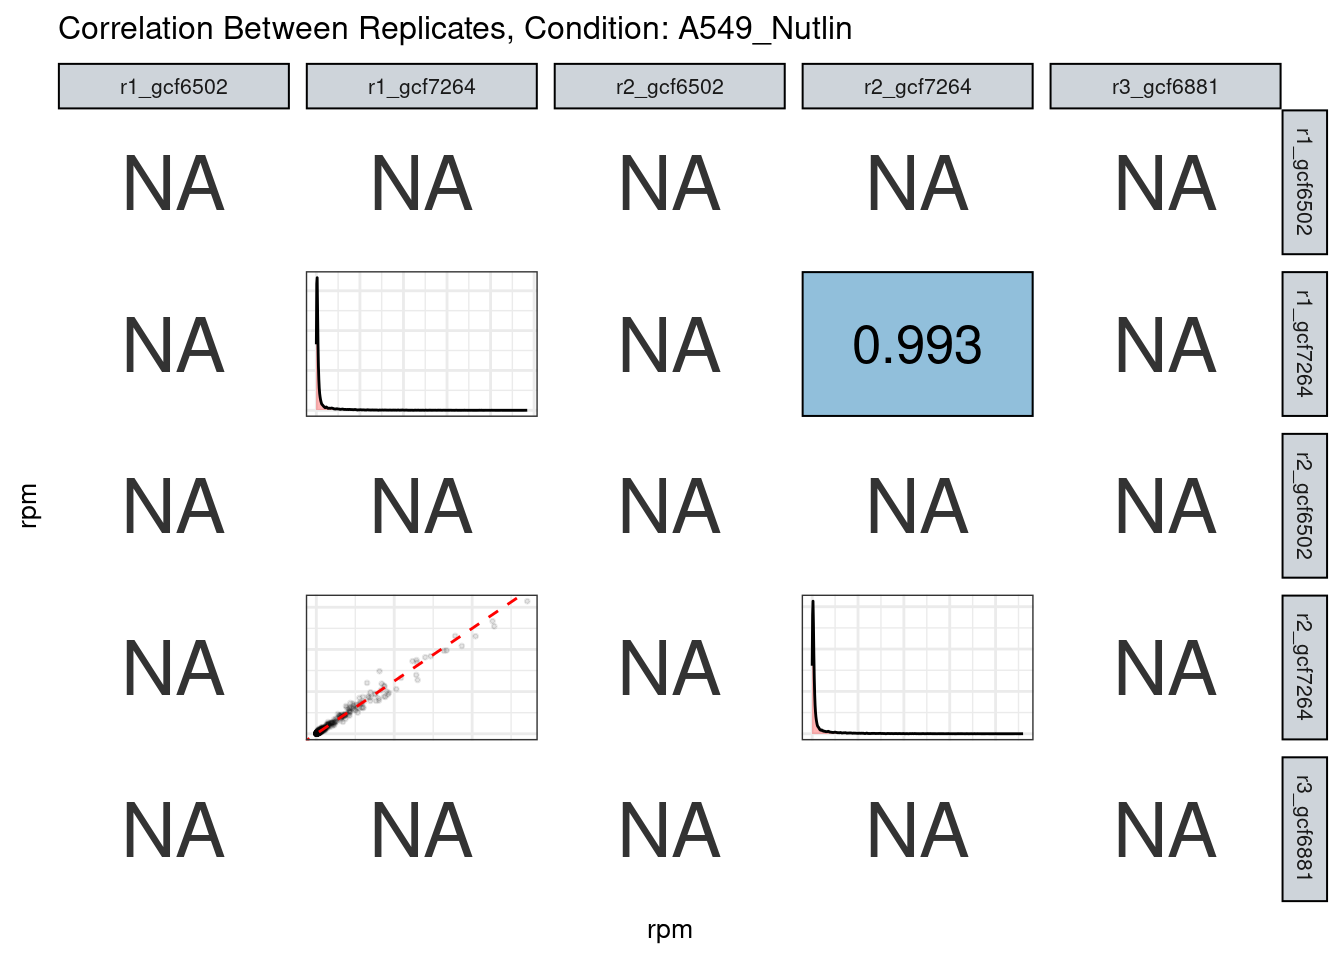 Correlation Between Replicates, Condition: A549_Nutlin
r1_gcf6502 r1_gcf7264 r2_gcf6502 r2_gcf7264 r3_gcf6881
NA NA NA NA NA r1_gcf6502
NA NA 0.993 NA r1_gcf7264
NA NA NA NA NA r2_gcf6502
rpm
NA NA NA r2_gcf7264
NA NA NA NA NA r3_gcf6881
rpm